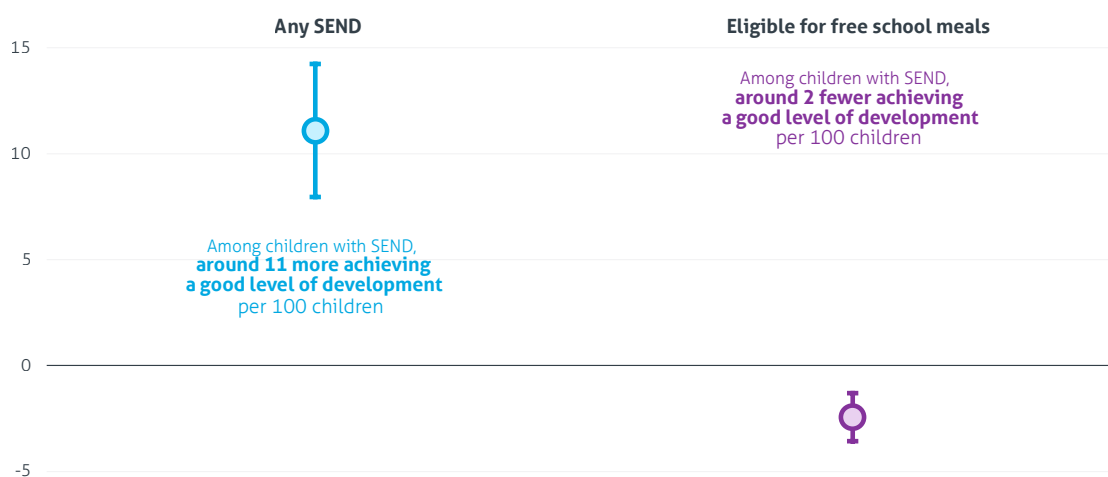 Any SEND
Eligible for free school meals
15
Among children with SEND,
around 2 fewer achieving
a good level of development
per 100 children
10
Among children with SEND,
around 11 more achieving
a good level of development
per 100 children
5
0
-5